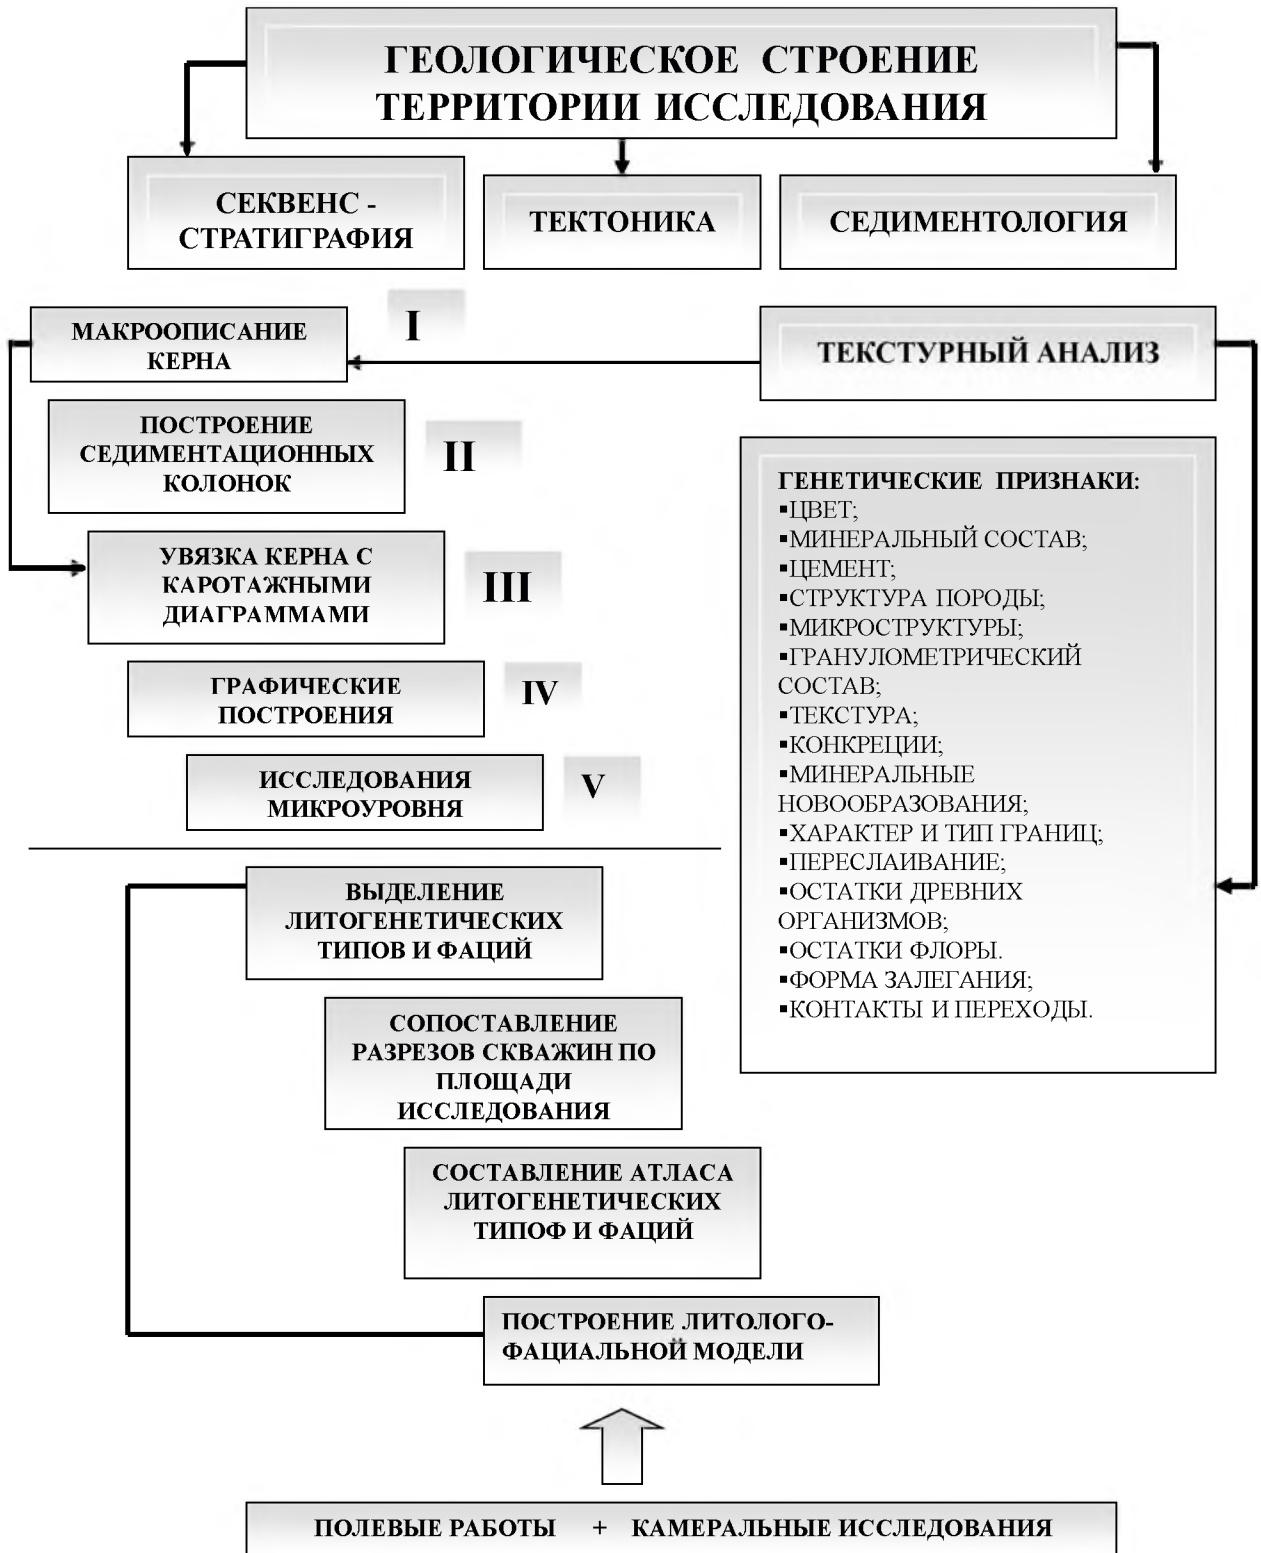 ГЕОЛОГИЧЕСКОЕ СТРОЕНИЕ
ТЕРРИТОРИИ ИССЛЕДОВАНИЯ
СЕКВЕНС -
СТРАТИГРАФИЯ
ТЕКТОНИКА
СЕДИМЕНТОЛОГИЯ
МАКРООПИСАНИЕ
КЕРНА
I
ТЕКСТУРНЫЙ АНАЛИЗ
ПОСТРОЕНИЕ
СЕДИМЕНТАЦИОННЫХ
КОЛОНОК
II
УВЯЗКА КЕРНА С
КАРОТАЖНЫМИ
ДИАГРАММАМИ
III
ГРАФИЧЕСКИЕ
ПОСТРОЕНИЯ
IV
ИССЛЕДОВАНИЯ
МИКРОУРОВНЯ
V
ГЕНЕТИЧЕСКИЕ ПРИЗНАКИ:
▪ЦВЕТ;
▪МИНЕРАЛЬНЫЙ СОСТАВ;
▪ЦЕМЕНТ;
▪СТРУКТУРА ПОРОДЫ;
▪МИКРОСТРУКТУРЫ;
▪ГРАНУЛОМЕТРИЧЕСКИЙ
СОСТАВ;
▪ТЕКСТУРА;
▪КОНКРЕЦИИ;
▪МИНЕРАЛЬНЫЕ
НОВООБРАЗОВАНИЯ;
▪ХАРАКТЕР И ТИП ГРАНИЦ;
▪ПЕРЕСЛАИВАНИЕ;
▪ОСТАТКИ ДРЕВНИХ
ОРГАНИЗМОВ;
▪ОСТАТКИ ФЛОРЫ.
▪ФОРМА ЗАЛЕГАНИЯ;
▪КОНТАКТЫ И ПЕРЕХОДЫ.
ВЫДЕЛЕНИЕ
ЛИТОГЕНЕТИЧЕСКИХ
ТИПОВ И ФАЦИЙ
СОПОСТАВЛЕНИЕ
РАЗРЕЗОВ СКВАЖИН ПО
ПЛОЩАДИ
ИССЛЕДОВАНИЯ
СОСТАВЛЕНИЕ АТЛАСА
ЛИТОГЕНЕТИЧЕСКИХ
ТИПОФ И ФАЦИЙ
ПОСТРОЕНИЕ ЛИТОЛОГО-
ФАЦИАЛЬНОЙ МОДЕЛИ
ПОЛЕВЫЕ РАБОТЫ + КАМЕРАЛЬНЫЕ ИССЛЕДОВАНИЯ